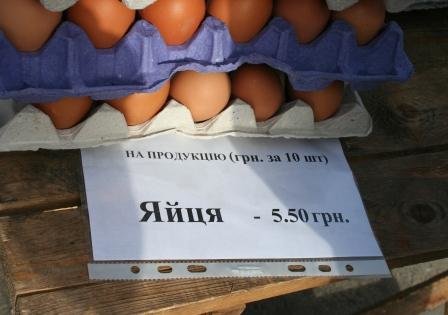 НА ПРОДУКЦІЮ (грн. за 10 шт)
Яйця - 5.50 грн.